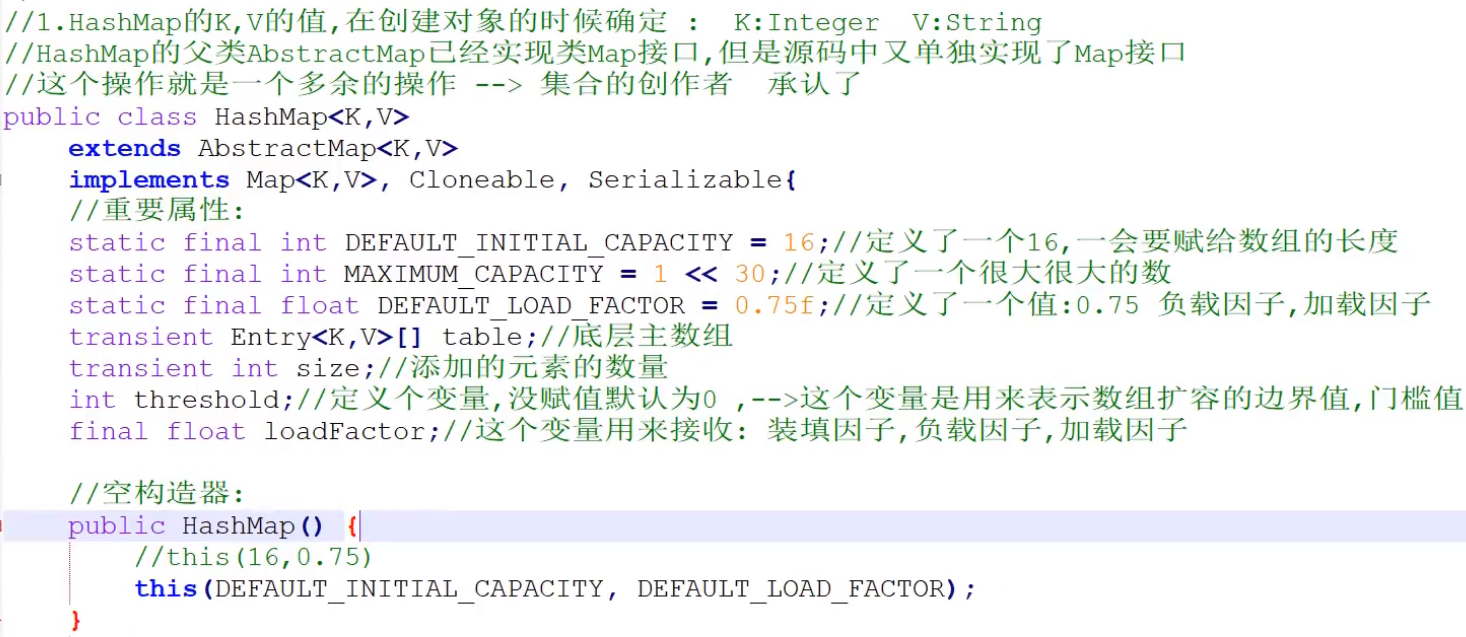 //1.HashMap的K,V的值,在创建对象的时候确定 :  K:Integer  V:String
//HashMap的父类AbstractMap已经实现类Map接口,但是源码中又单独实现了Map接口
//这个操作就是一个多余的操作 --> 集合的创作者  承认了
public class HashMap<K,V>
    extends AbstractMap<K,V>
    implements Map<K,V>, Cloneable, Serializable{
    //重要属性:
    static final int DEFAULT_INITIAL_CAPACITY = 16;//定义了一个16,一会要赋给数组的长度
    static final int MAXIMUM_CAPACITY = 1 << 30;//定义了一个很大很大的数
    static final float DEFAULT_LOAD_FACTOR = 0.75f;//定义了一个值:0.75 负载因子,加载因子
    transient Entry<K,V>[] table;//底层主数组
    transient int size;//添加的元素的数量
    int threshold;//定义个变量,没赋值默认为0 ,-->这个变量是用来表示数组扩容的边界值,门槛值
    final float loadFactor;//这个变量用来接收: 装填因子,负载因子,加载因子
    //空构造器:
    public HashMap() {
        //this(16,0.75)
        this(DEFAULT_INITIAL_CAPACITY, DEFAULT_LOAD_FACTOR);
    }